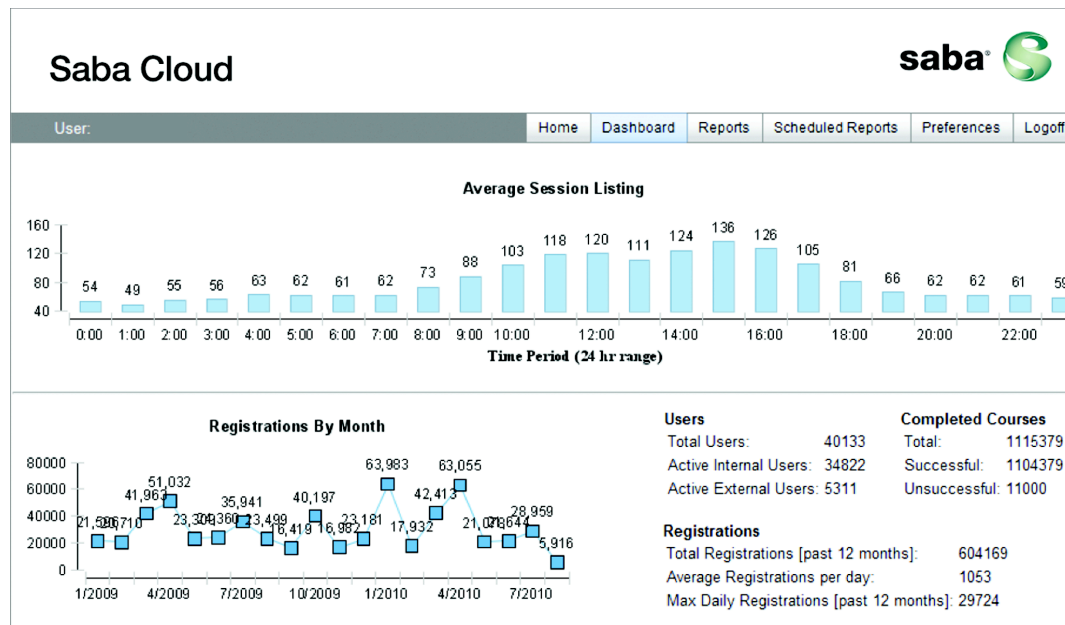 Saba Cloud
saba
User:
Home Dashboard Reports Scheduled Reports Preferences Logoff
Average Session Listing
160
120
80
40
54 49 55 56 63 62 61 62 73 88 103 118 120 111 124 136 126 105 81 66 62 62 61 59
0:00 1:00 2:00 3:00 4:00 5:00 6:00 7:00 8:00 9:00 10:00 12:00 14:00 16:00 18:00 20:00 22:00
Time Period (24 hr range)
Registrations By Month
80000
60000
40000
20000
0
41,963 51,032 35,941 23,499 16,419 40,197 16,982 23,181 63,983 17,932 42,413 63,055 28,959 5,916
1/2009 4/2009 7/2009 10/2009 1/2010 4/2010 7/2010
Users
Total Users: 40133
Active Internal Users: 34822
Active External Users: 5311
Completed Courses
Total: 1115379
Successful: 1104379
Unsuccessful: 11000
Registrations
Total Registrations [past 12 months]: 604169
Average Registrations per day: 1053
Max Daily Registrations [past 12 months]: 29724